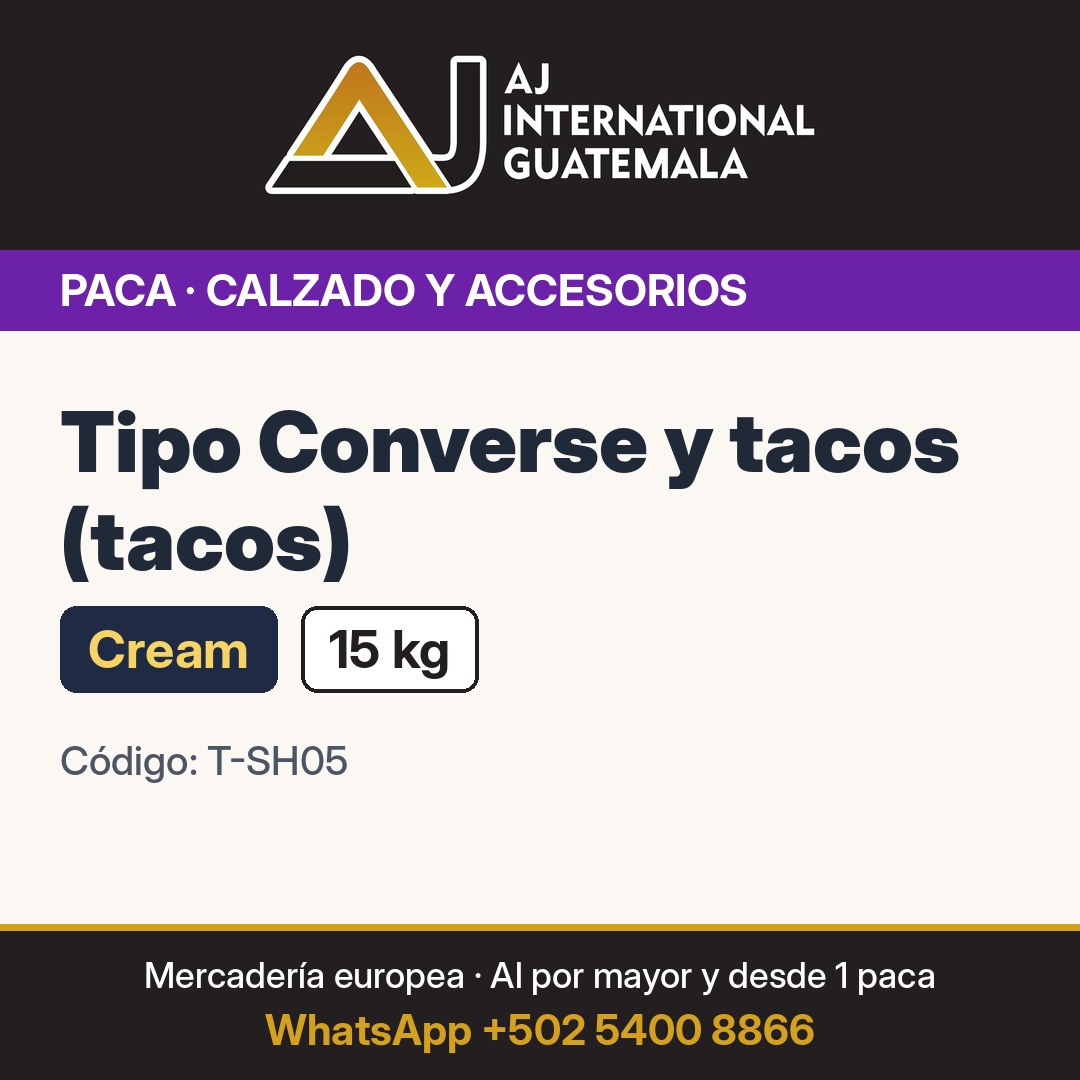 AJ
AJ
INTERNATIONAL
GUATEMALA
PACA · CALZADO Y ACCESORIOS
Tipo Converse y tacos
(tacos)
Cream
15 kg
Código: T-SH05
Mercadería europea · Al por mayor y desde 1 paca
WhatsApp +502 5400 8866